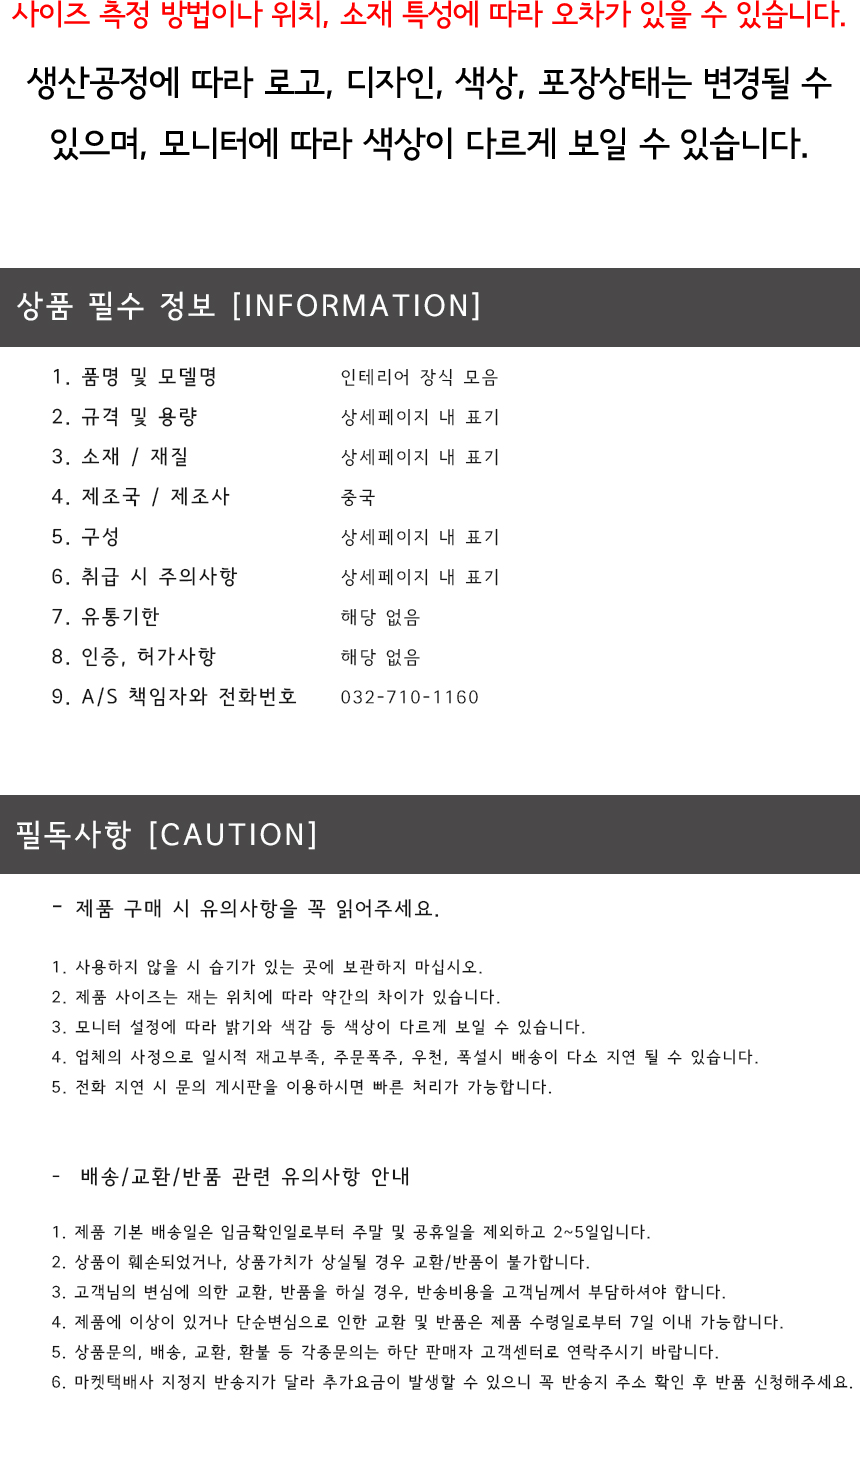 사이즈 측정 방법이나 위치, 소재 특성에 따라 오차가 있을 수 있습니다.
생산공정에 따라 로고, 디자인, 색상, 포장상태는 변경될 수
있으며, 모니터에 따라 색상이 다르게 보일 수 있습니다.
상품 필수 정보 [INFORMATION]
1. 품명 및 모델명 인테리어 장식 모음
2. 규격 및 용량 상세페이지 내 표기
3. 소재 / 재질 상세페이지 내 표기
4. 제조국 / 제조사 중국
5. 구성 상세페이지 내 표기
6. 취급 시 주의사항 상세페이지 내 표기
7. 유통기한 해당 없음
8. 인증, 허가사항 해당 없음
9. A/S 책임자와 전화번호 032-710-1160
필독사항 [CAUTION]
- 제품 구매 시 유의사항을 꼭 읽어주세요.
1. 사용하지 않을 시 습기가 있는 곳에 보관하지 마십시오.
2. 제품 사이즈는 재는 위치에 따라 약간의 차이가 있습니다.
3. 모니터 설정에 따라 밝기와 색감 등 색상이 다르게 보일 수 있습니다.
4. 업체의 사정으로 일시적 재고부족, 주문폭주, 우천, 폭설시 배송이 다소 지연 될 수 있습니다.
5. 전화 지연 시 문의 게시판을 이용하시면 빠른 처리가 가능합니다.
- 배송/교환/반품 관련 유의사항 안내
1. 제품 기본 배송일은 입금확인일로부터 주말 및 공휴일을 제외하고 2~5일입니다.
2. 상품이 훼손되었거나, 상품가치가 상실될 경우 교환/반품이 불가합니다.
3. 고객님의 변심에 의한 교환, 반품을 하실 경우, 반송비용을 고객님께서 부담하셔야 합니다.
4. 제품에 이상이 있거나 단순변심으로 인한 교환 및 반품은 제품 수령일로부터 7일 이내 가능합니다.
5. 상품문의, 배송, 교환, 환불 등 각종문의는 하단 판매자 고객센터로 연락주시기 바랍니다.
6. 마켓택배사 지정지 반송지가 달라 추가요금이 발생할 수 있으니 꼭 반송지 주소 확인 후 반품 신청해주세요.